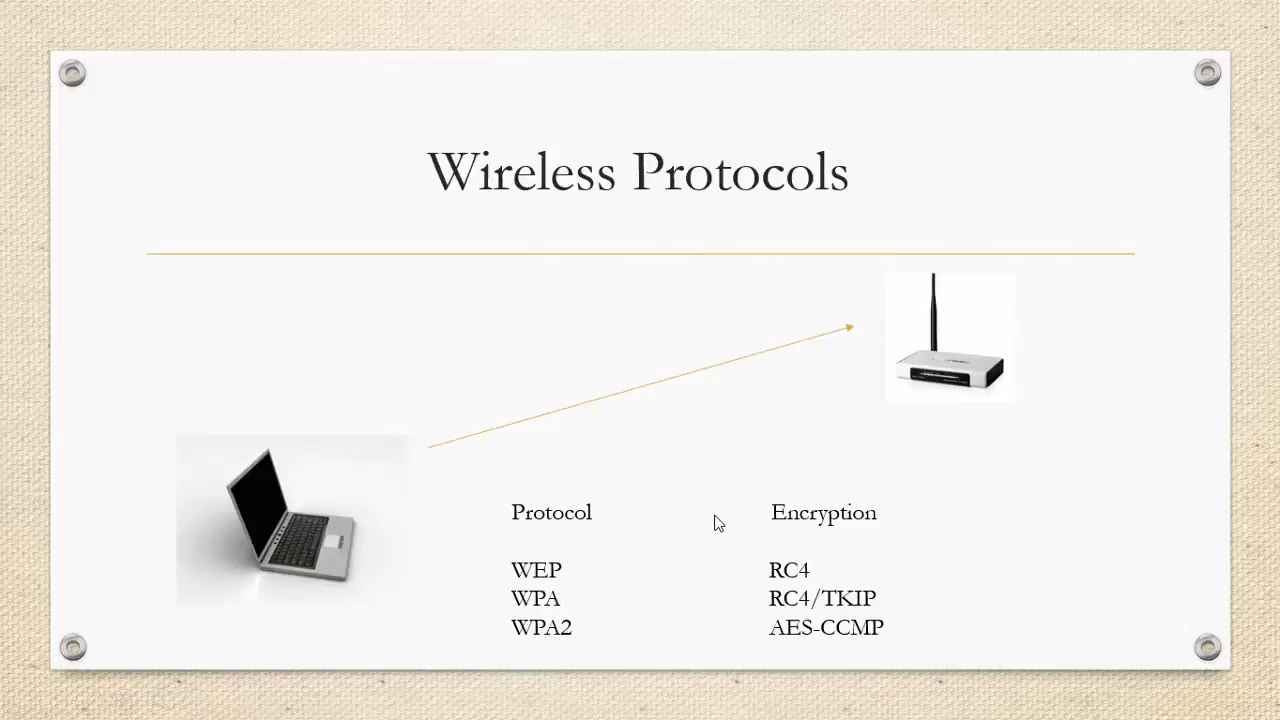 Wireless Protocols
Protocol Encryption
WEP RC4
WPA RC4/TKIP
WPA2 AES-CCMP